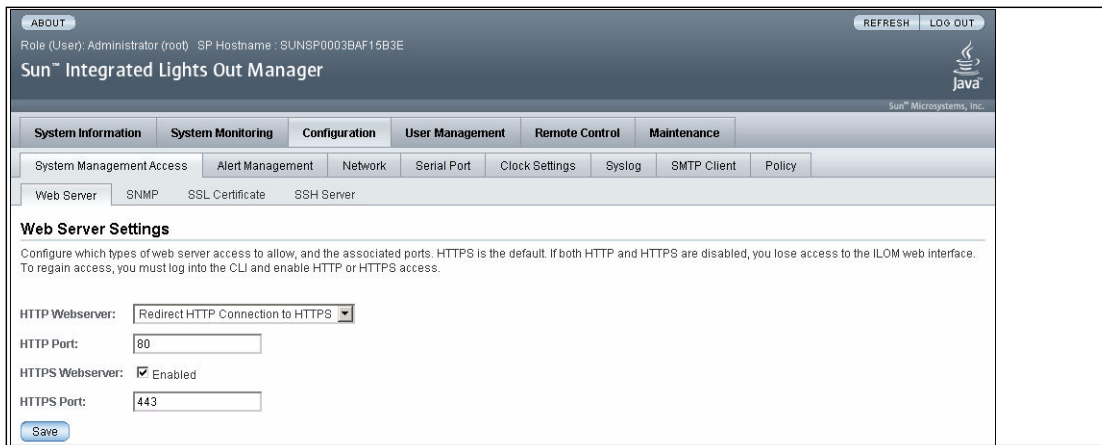 ABOUT
REFRESH LOG OUT
Role (User): Administrator (root) SP Hostname : SUNSP0003BAF15B3E
Sun™ Integrated Lights Out Manager
Java™
Sun™ Microsystems, Inc.
System Information System Monitoring Configuration User Management Remote Control Maintenance
System Management Access Alert Management Network Serial Port Clock Settings Syslog SMTP Client Policy
Web Server SNMP SSL Certificate SSH Server
Web Server Settings
Configure which types of web server access to allow, and the associated ports. HTTPS is the default. If both HTTP and HTTPS are disabled, you lose access to the ILOM web interface.
To regain access, you must log into the CLI and enable HTTP or HTTPS access.
HTTP Webserver: Redirect HTTP Connection to HTTPS
HTTP Port: 80
HTTPS Webserver: Enabled
HTTPS Port: 443
Save